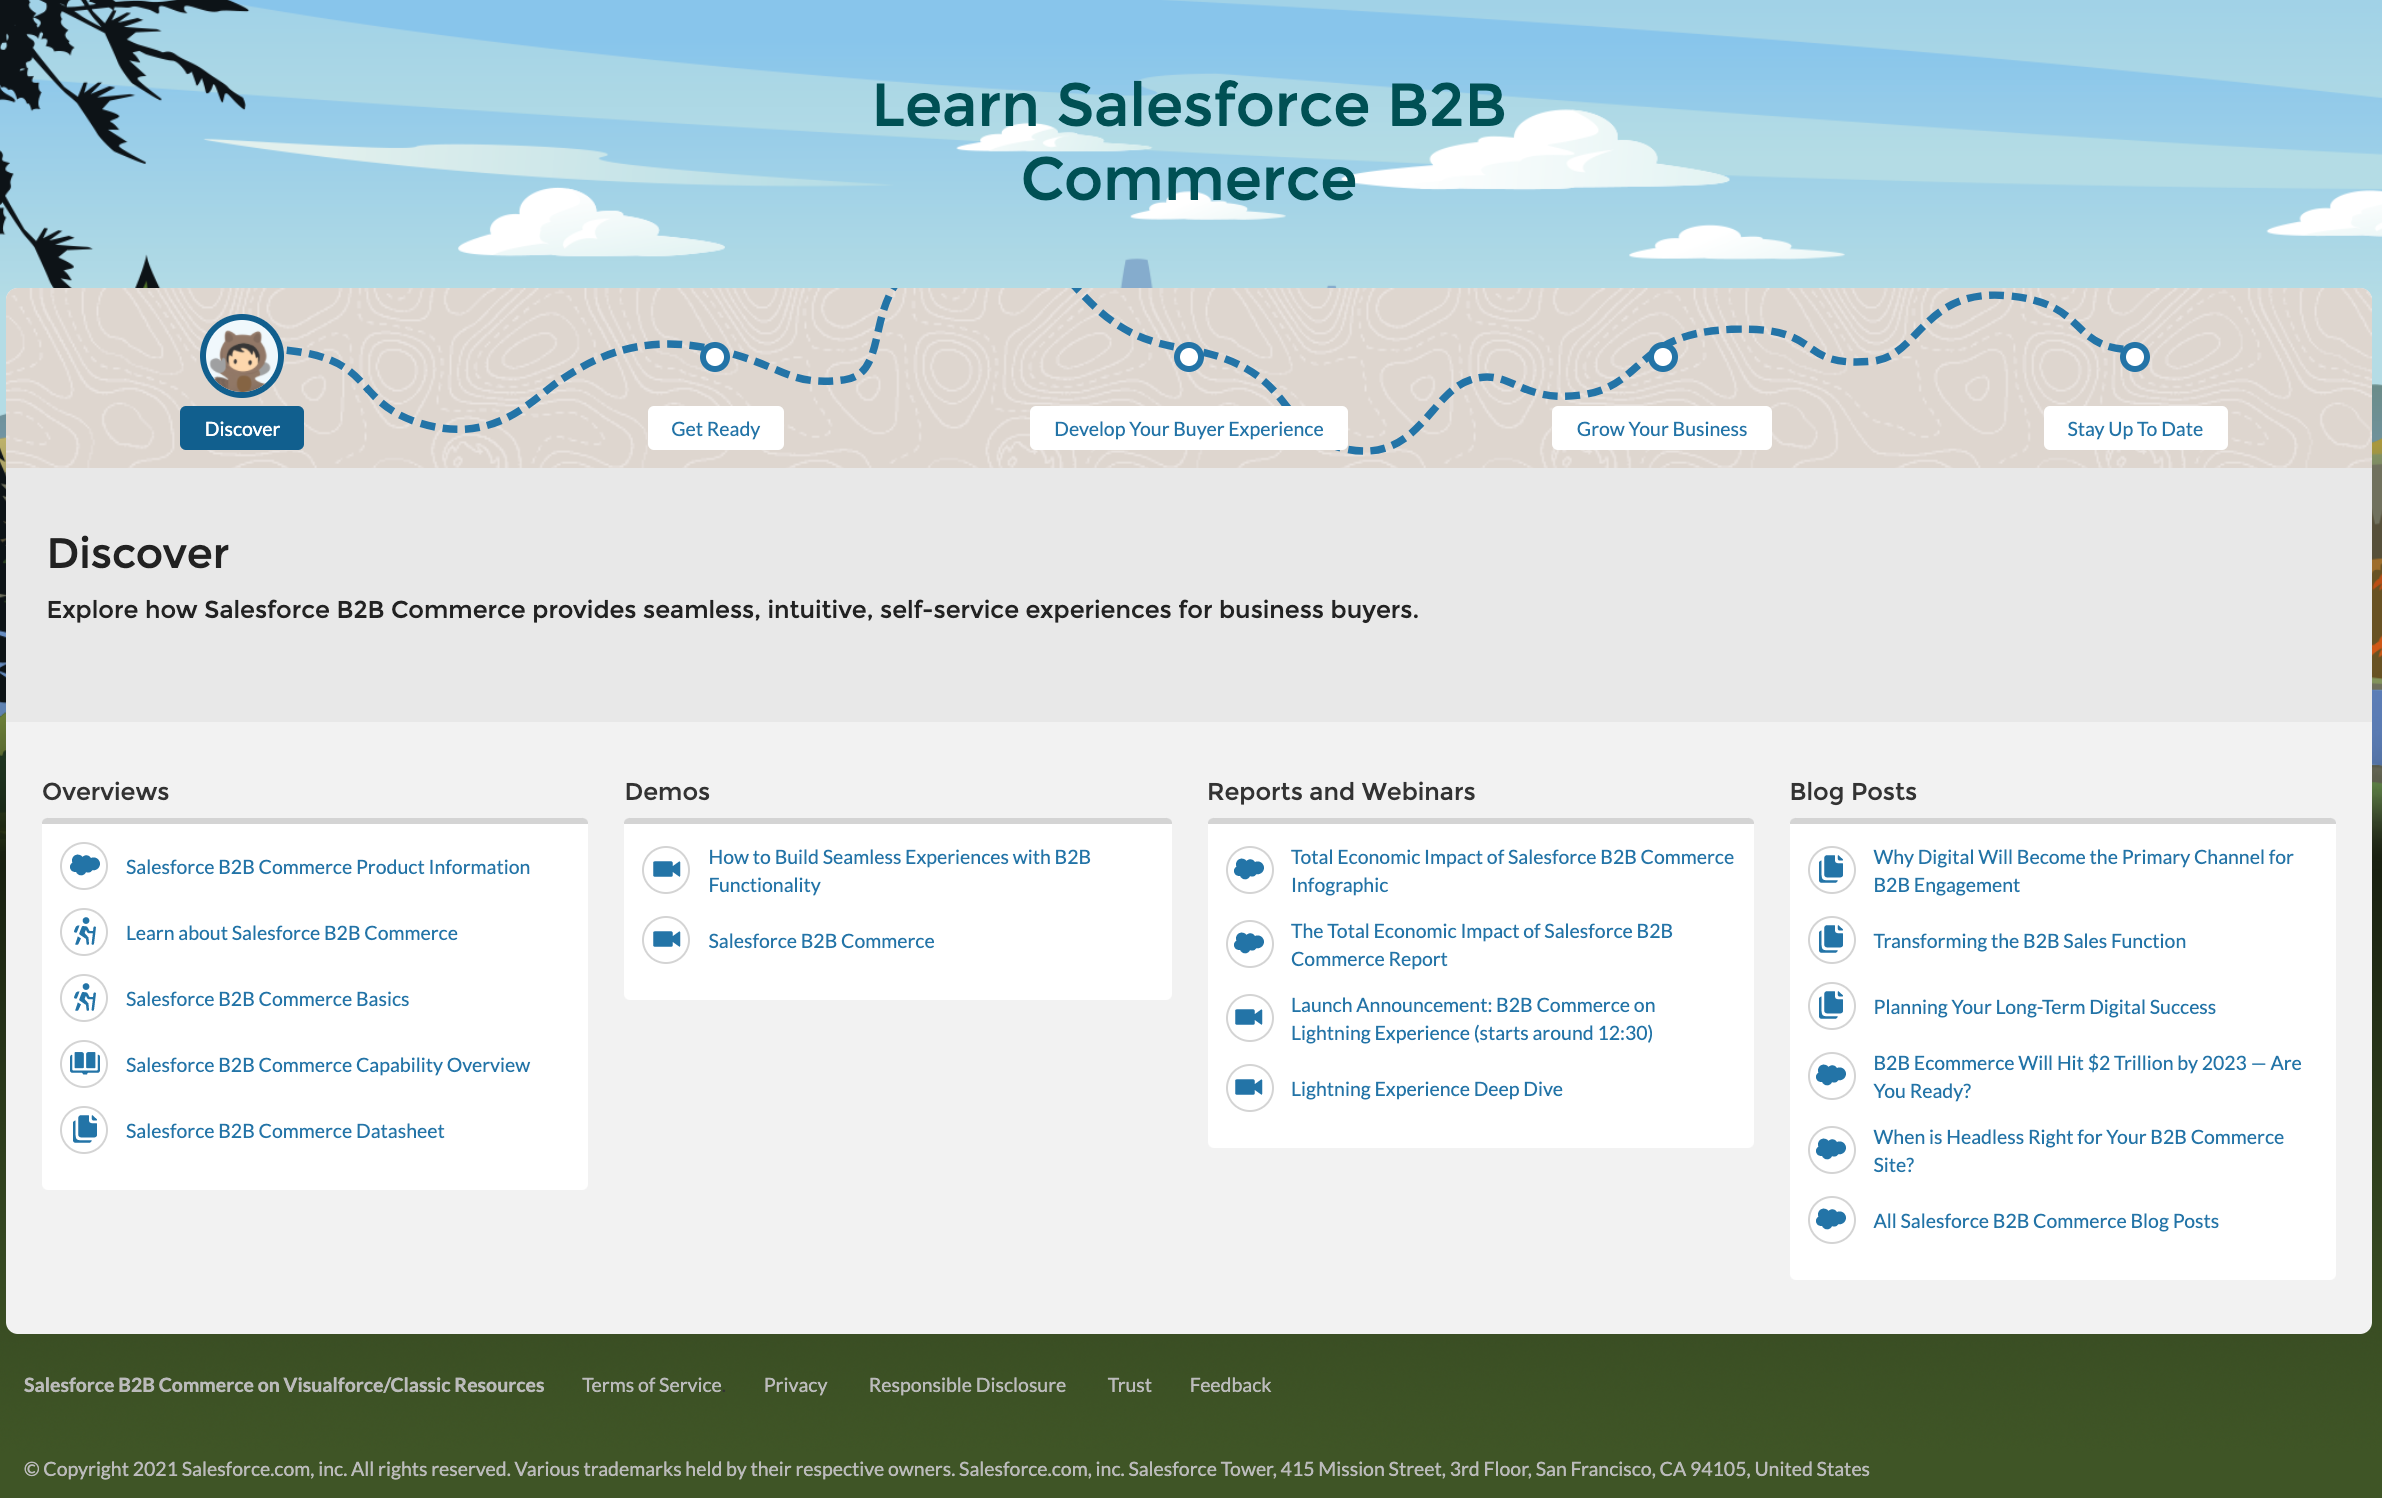 Learn Salesforce B2B
Commerce
Discover
Get Ready
Develop Your Buyer Experience
Grow Your Business
Stay Up To Date
Discover
Explore how Salesforce B2B Commerce provides seamless, intuitive, self-service experiences for business buyers.
Overviews
Salesforce B2B Commerce Product Information
Learn about Salesforce B2B Commerce
Salesforce B2B Commerce Basics
Salesforce B2B Commerce Capability Overview
Salesforce B2B Commerce Datasheet
Demos
How to Build Seamless Experiences with B2B
Functionality
Salesforce B2B Commerce
Reports and Webinars
Total Economic Impact of Salesforce B2B Commerce
Infographic
The Total Economic Impact of Salesforce B2B
Commerce Report
Launch Announcement: B2B Commerce on
Lightning Experience (starts around 12:30)
Lightning Experience Deep Dive
Blog Posts
Why Digital Will Become the Primary Channel for
B2B Engagement
Transforming the B2B Sales Function
Planning Your Long-Term Digital Success
B2B Ecommerce Will Hit $2 Trillion by 2023 — Are
You Ready?
When is Headless Right for Your B2B Commerce
Site?
All Salesforce B2B Commerce Blog Posts
Salesforce B2B Commerce on Visualforce/Classic Resources
Terms of Service
Privacy
Responsible Disclosure
Trust
Feedback
© Copyright 2021 Salesforce.com, inc. All rights reserved. Various trademarks held by their respective owners. Salesforce.com, inc. Salesforce Tower, 415 Mission Street, 3rd Floor, San Francisco, CA 94105, United States